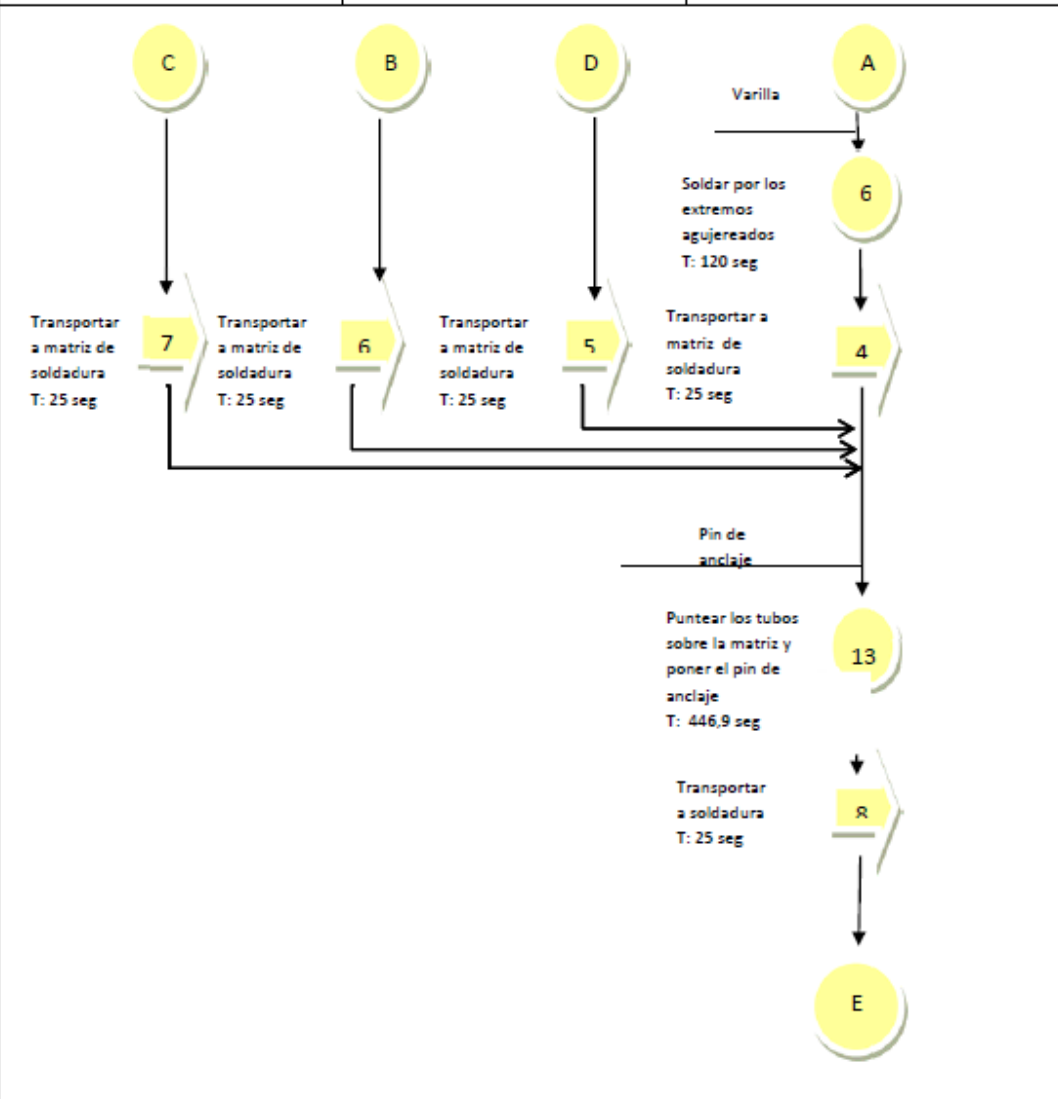 C
B
D
A
Varilla
6
Soldar por los
extremos
agujereados
T: 120 seg
Transportar
a matriz de
soldadura
T: 25 seg
7
Transportar
a matriz de
soldadura
T: 25 seg
6
Transportar
a matriz de
soldadura
T: 25 seg
5
Transportar a
matriz de
soldadura
T: 25 seg
4
Pin de
anclaje
Puntear los tubos
sobre la matriz y
poner el pin de
anclaje
T: 446,9 seg
13
Transportar
a soldadura
T: 25 seg
8
E